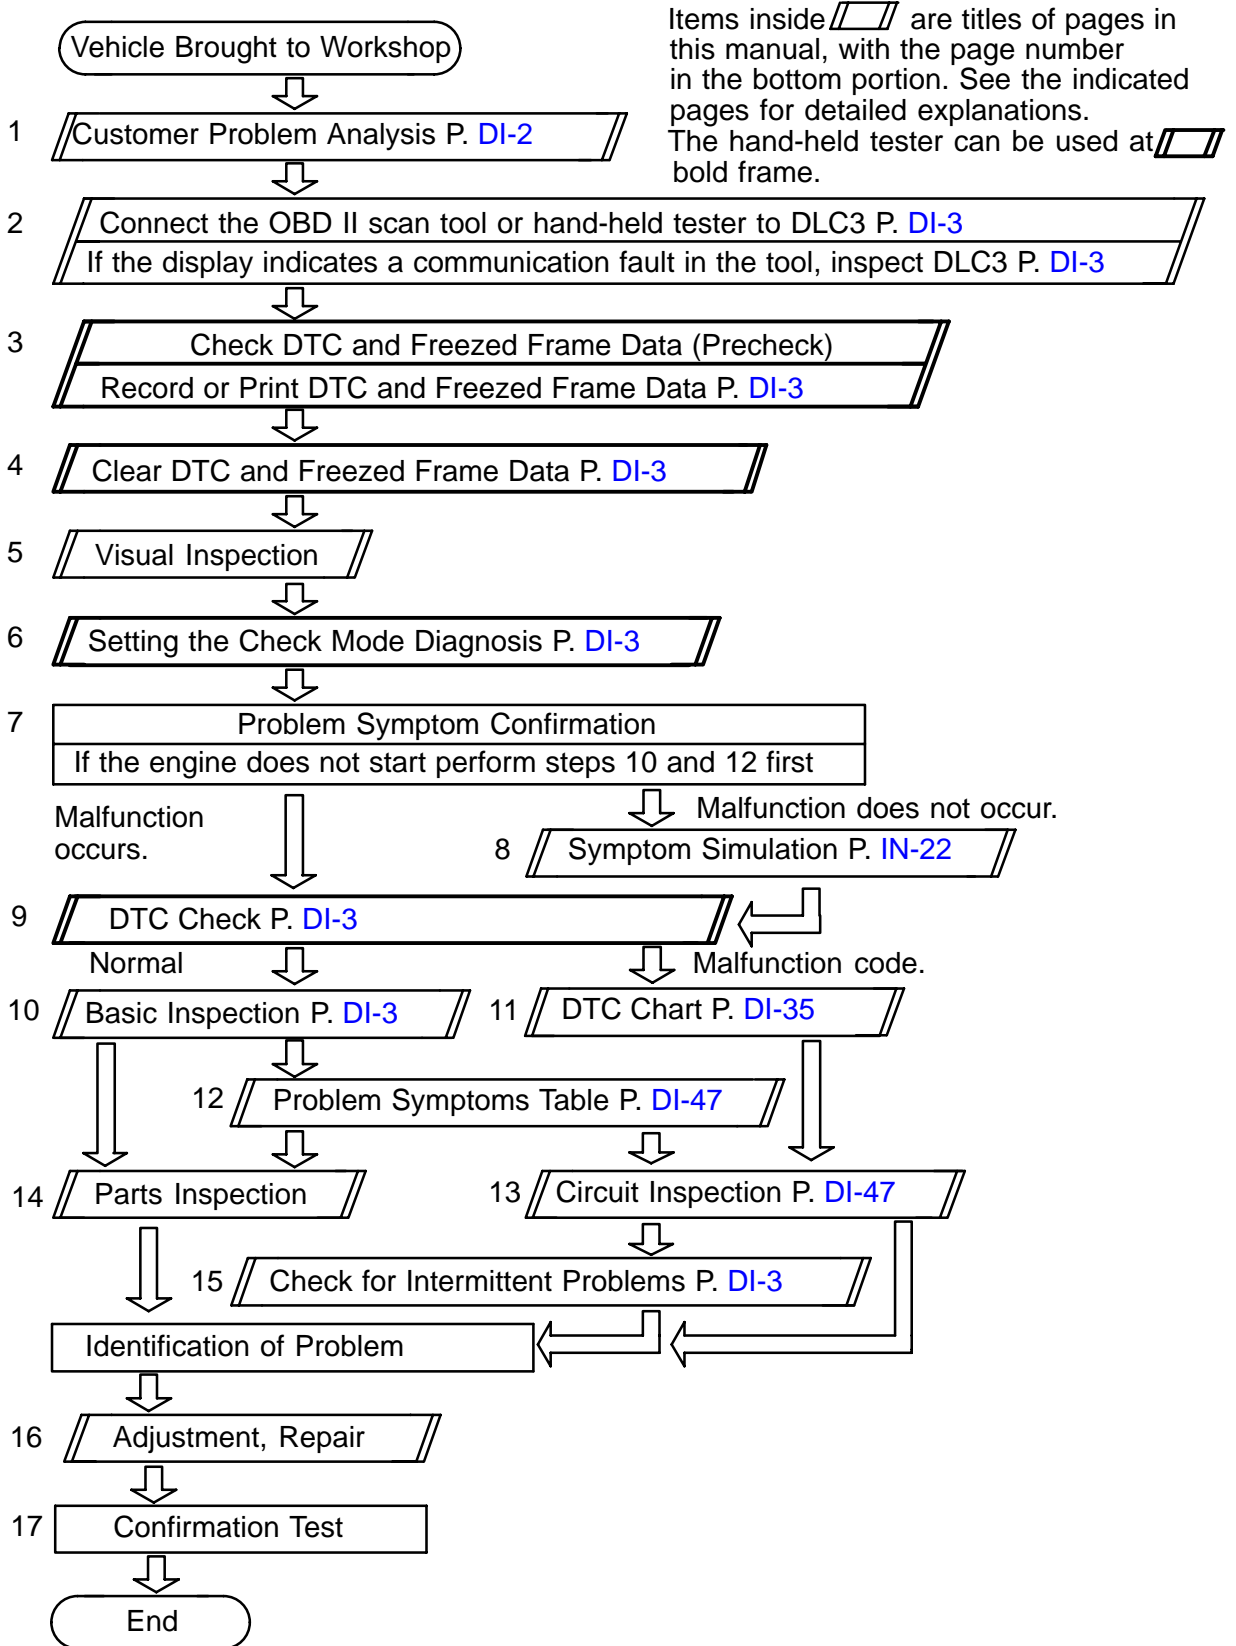 Vehicle Brought to Workshop
Items inside are titles of pages in
this manual, with the page number
in the bottom portion. See the indicated
pages for detailed explanations.
The hand-held tester can be used at
bold frame.
1 Customer Problem Analysis P. DI-2
2 Connect the OBD II scan tool or hand-held tester to DLC3 P. DI-3
If the display indicates a communication fault in the tool, inspect DLC3 P. DI-3
3 Check DTC and Freezed Frame Data (Precheck)
Record or Print DTC and Freezed Frame Data P. DI-3
4 Clear DTC and Freezed Frame Data P. DI-3
5 Visual Inspection
6 Setting the Check Mode Diagnosis P. DI-3
7 Problem Symptom Confirmation
If the engine does not start perform steps 10 and 12 first
Malfunction
occurs.
Malfunction does not occur.
8 Symptom Simulation P. IN-22
9 DTC Check P. DI-3
Normal
Malfunction code.
10 Basic Inspection P. DI-3
11 DTC Chart P. DI-35
12 Problem Symptoms Table P. DI-47
14 Parts Inspection
13 Circuit Inspection P. DI-47
15 Check for Intermittent Problems P. DI-3
Identification of Problem
16 Adjustment, Repair
17 Confirmation Test
End